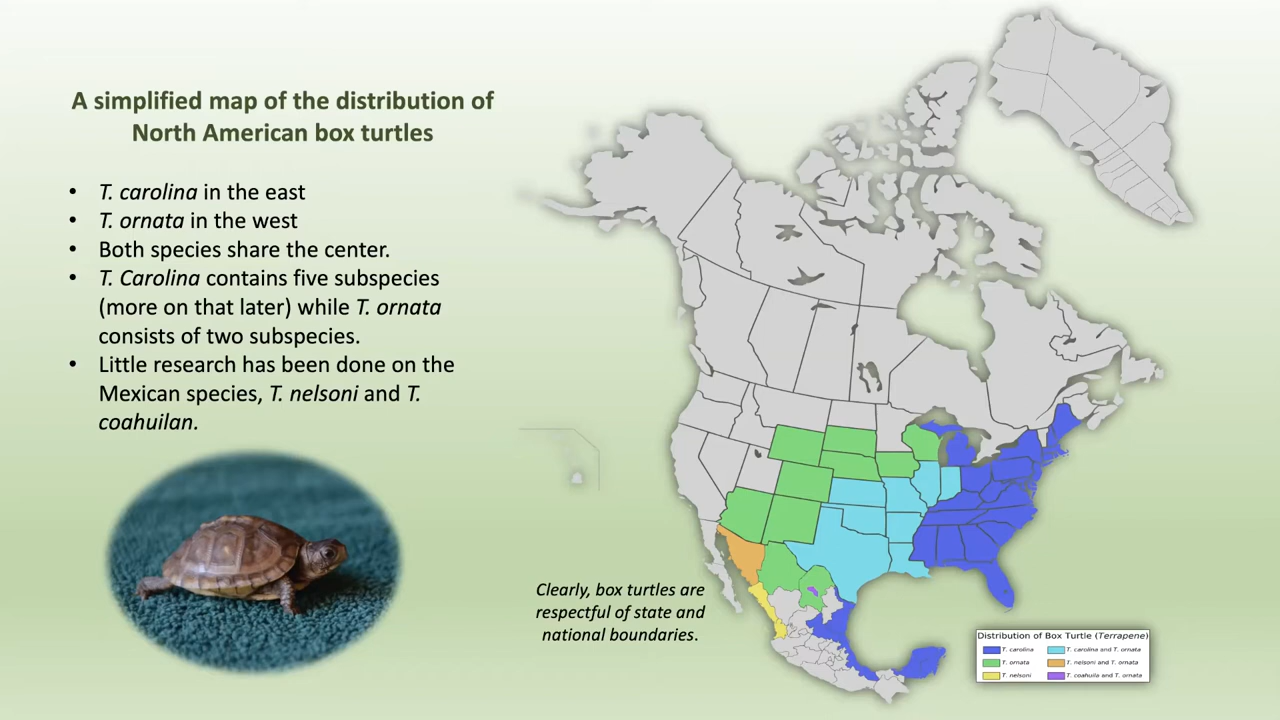 A simplified map of the distribution of
North American box turtles
• T. carolina in the east
• T. ornata in the west
• Both species share the center.
• T. Carolina contains five subspecies
(more on that later) while T. ornata
consists of two subspecies.
• Little research has been done on the
Mexican species, T. nelsoni and T.
coahuilan.
Clearly, box turtles are
respectful of state and
national boundaries.
Distribution of Box Turtle (Terrapene)
T. carolina
T. carolina and T. ornata
T. ornata
T. nelsoni and T. ornata
T. nelsoni
T. coahuila and T. ornata